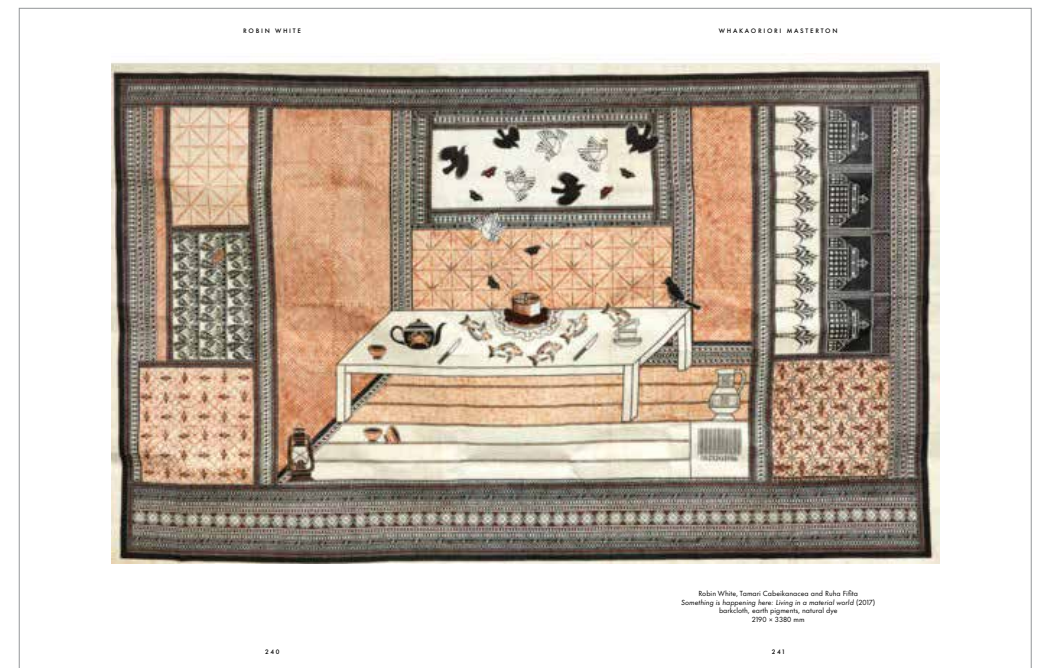 ROBIN WHITE
WHAKAORIORI MASTERTON
Robin White, Tamari Cabeikanacea and Ruha Fifita
Something is happening here: Living in a material world (2017)
barkcloth, earth pigments, natural dye
2190 × 3380 mm
240
241